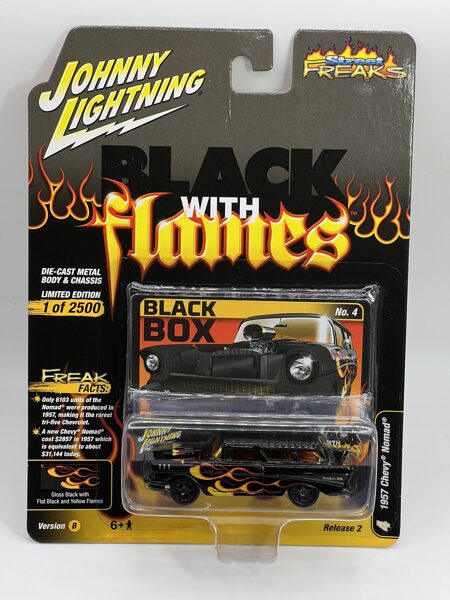 JOHNNY
LIGHTNING
Street
FREAKS
BLACK
WITH
flames™
DIE-CAST METAL
BODY & CHASSIS
LIMITED EDITION
1 of 2500
BLACK
BOX
No. 4
FREAK
FACTS:
Only 6103 units of the
Nomad® were produced in
1957, making it the rarest
tri-five Chevrolet.
A new Chevy® Nomad®
cost $2857 in 1957 which
is equivalent to about
$31,144 today.
JOHNNY
LIGHTNING
Gloss Black with
Flat Black and Yellow Flames
Version B
6+
Release 2
4 1957 Chevy® Nomad®